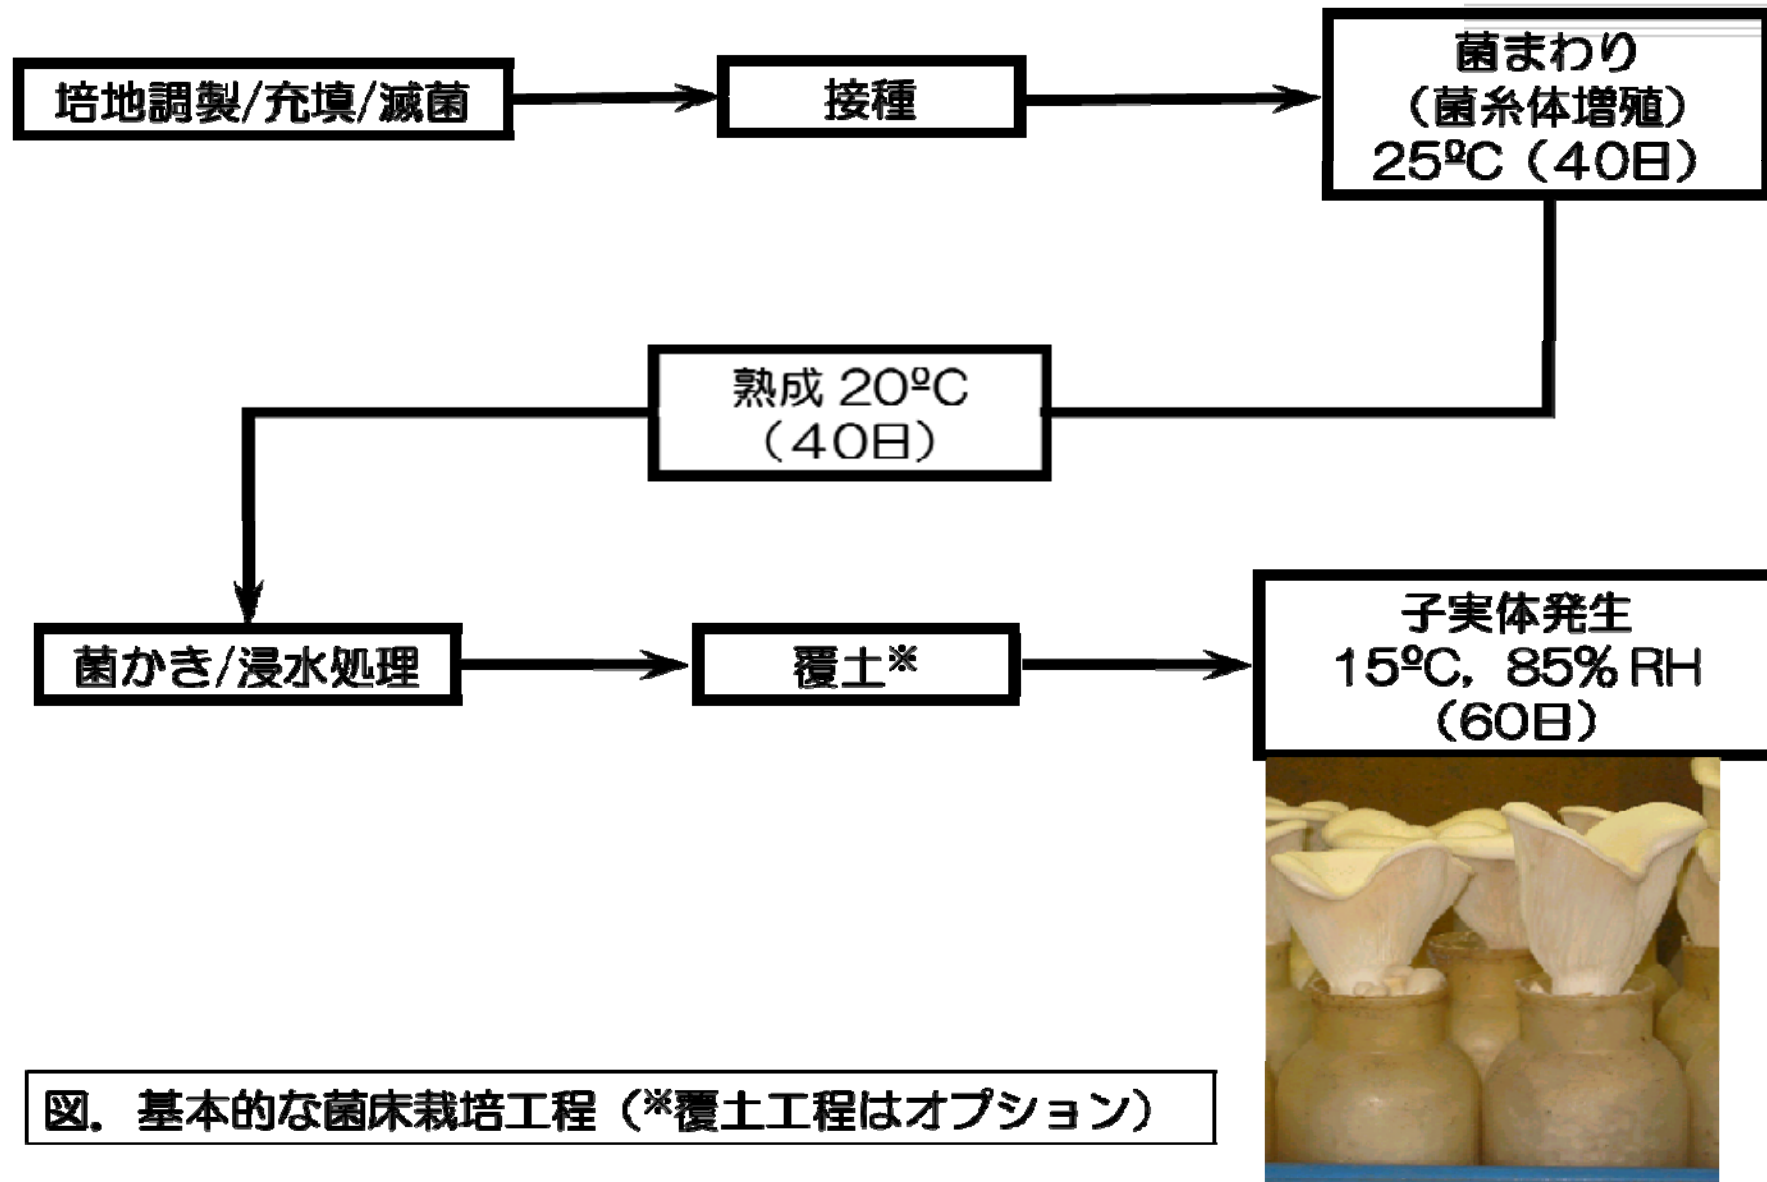 培地調製/充填/滅菌
接種
菌まわり
（菌糸体増殖）
25ºC（40日）
熟成 20ºC
（40日）
菌かき/浸水処理
覆土※
子実体発生
15ºC，85% RH
（60日）
図．基本的な菌床栽培工程（※覆土工程はオプション）